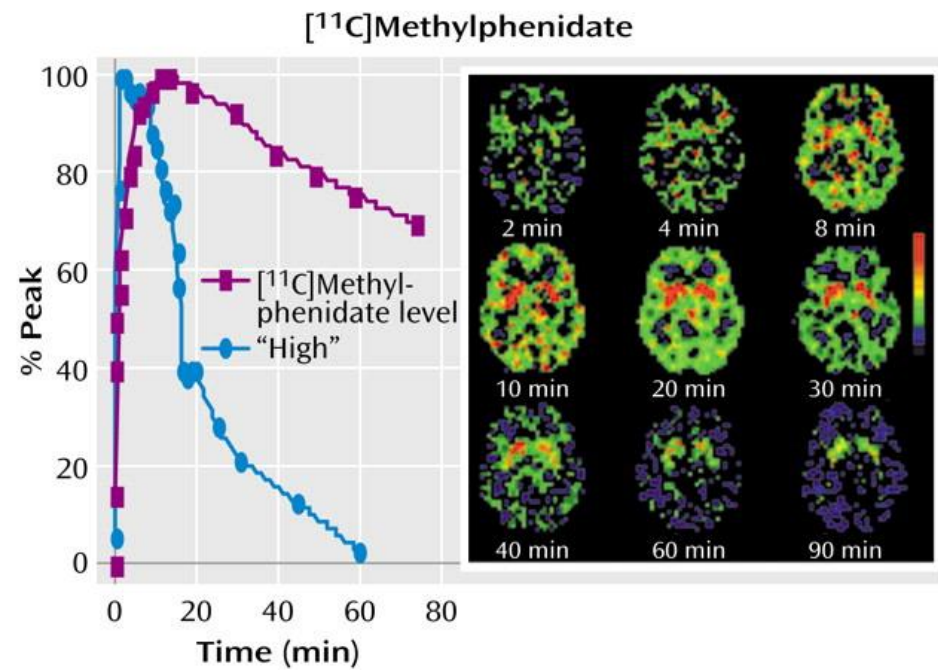 [¹¹C]Methylphenidate
% Peak
100
80
60
40
20
0
0 20 40 60 80
Time (min)
[¹¹C]Methyl-
phenidate level
“High”
2 min 4 min 8 min
10 min 20 min 30 min
40 min 60 min 90 min